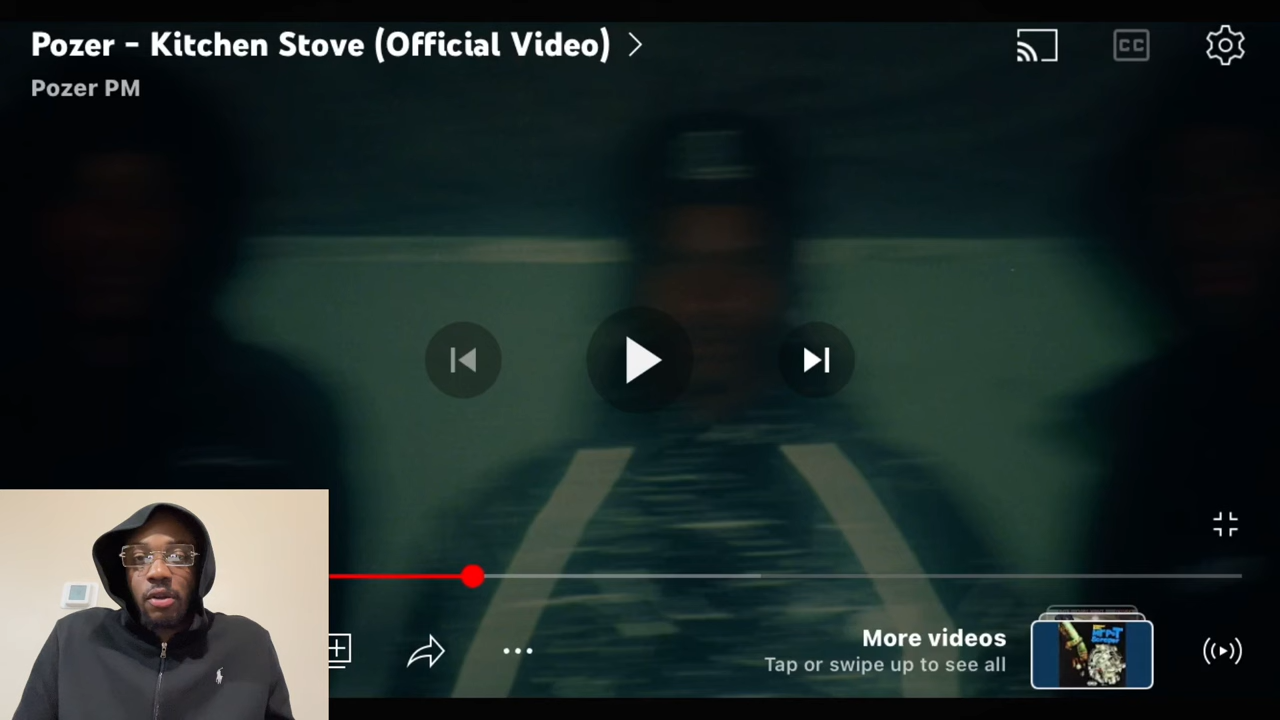 Pozer - Kitchen Stove (Official Video)
Pozer PM
CC
More videos
Tap or swipe up to see all